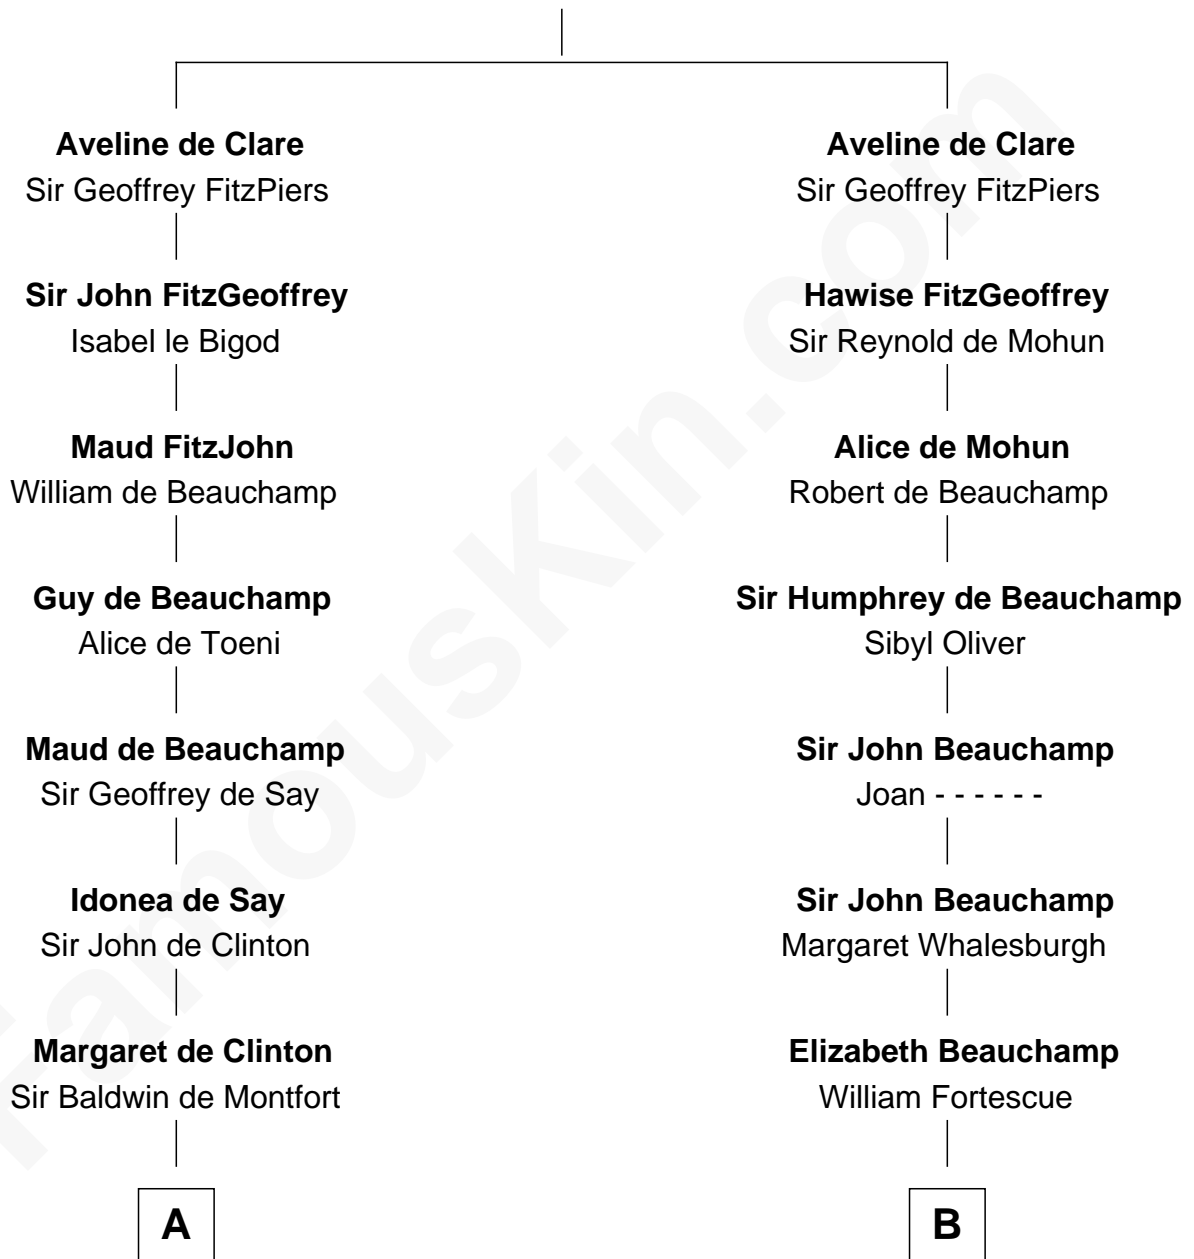 Aveline de Clare
Sir Geoffrey FitzPiers
Sir John FitzGeoffrey
Isabel le Bigod
Maud FitzJohn
William de Beauchamp
Guy de Beauchamp
Alice de Toeni
Maud de Beauchamp
Sir Geoffrey de Say
Idonea de Say
Sir John de Clinton
Margaret de Clinton
Sir Baldwin de Montfort
A
Aveline de Clare
Sir Geoffrey FitzPiers
Hawise FitzGeoffrey
Sir Reynold de Mohun
Alice de Mohun
Robert de Beauchamp
Sir Humphrey de Beauchamp
Sibyl Oliver
Sir John Beauchamp
Joan - - - - - -
Sir John Beauchamp
Margaret Whalesburgh
Elizabeth Beauchamp
William Fortescue
B
FamousKin.com